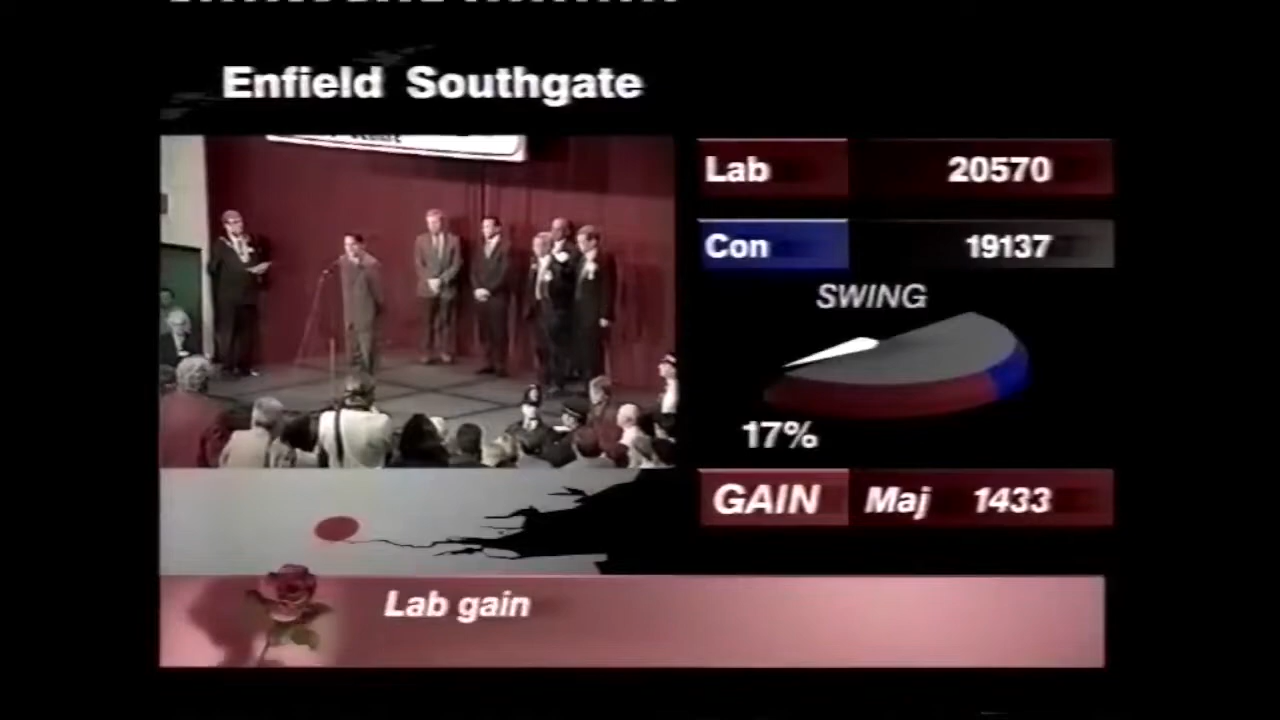 Enfield Southgate
Lab 20570
Con 19137
SWING
17%
GAIN Maj 1433
Lab gain